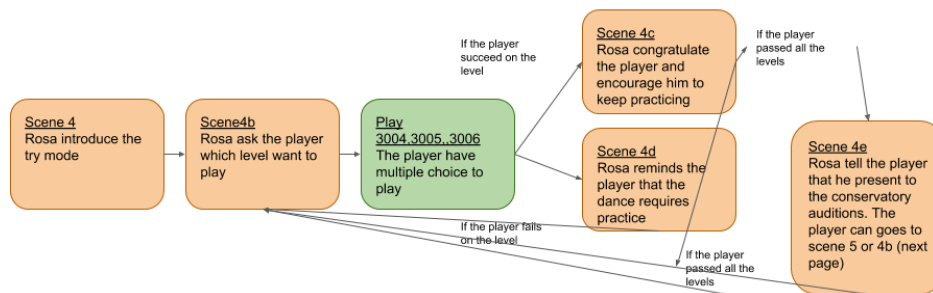 Scene 4
Rosa introduce the
try mode
Scene4b
Rosa ask the player
which level want to
play
Play
3004,3005,,3006
The player have
multiple choice to
play
If the player
succeed on the
level
Scene 4c
Rosa congratulate
the player and
encourage him to
keep practicing
Scene 4d
Rosa reminds the
player that the
dance requires
practice
If the player fails
on the level
If the player
passed all the
levels
If the player
passed all the
levels
Scene 4e
Rosa tell the player
that he present to
the conservatory
auditions. The
player can goes to
scene 5 or 4b (next
page)